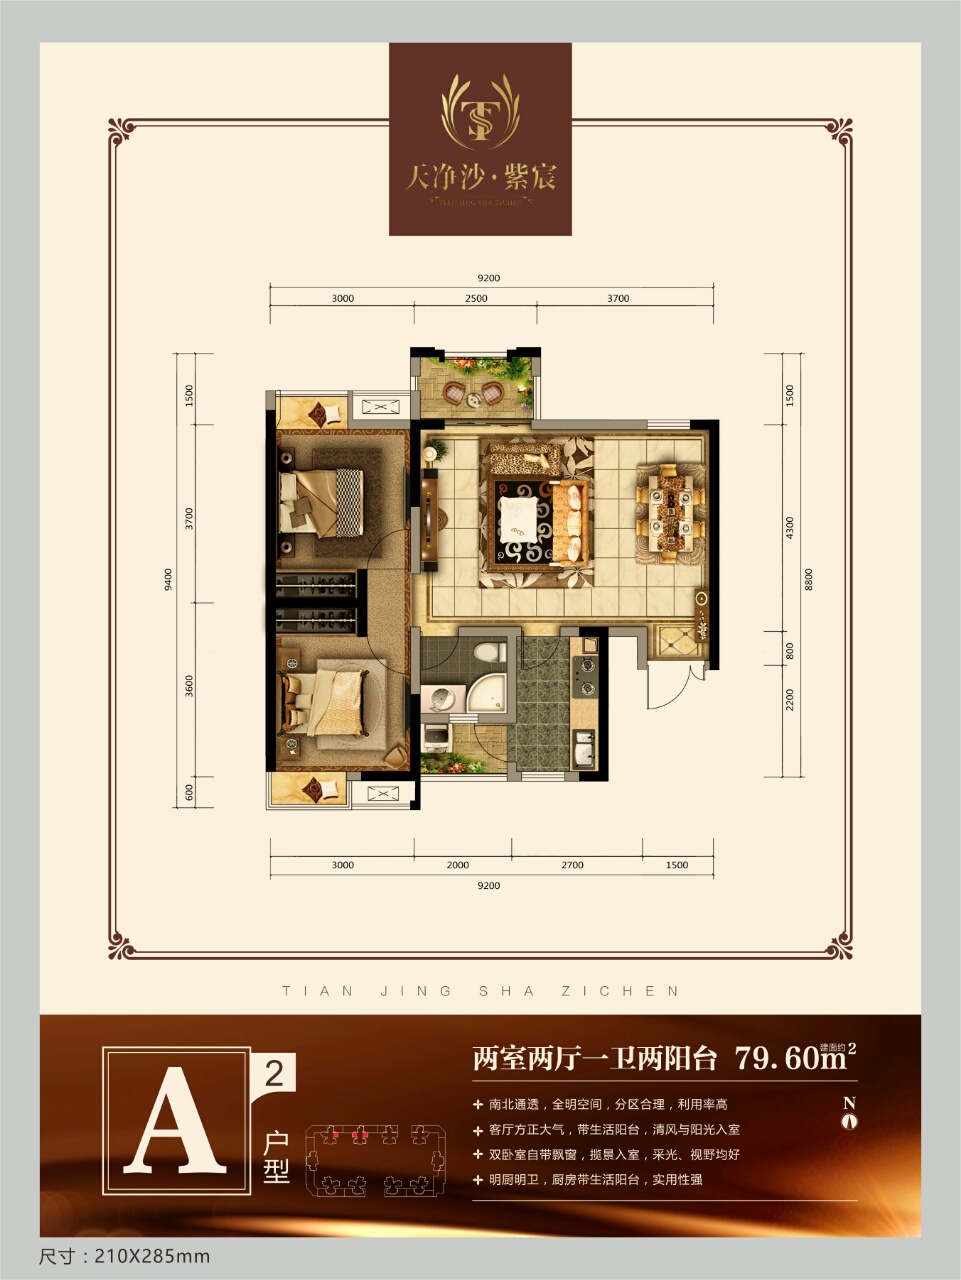 TS
天净沙·紫宸
TIAN JING SHA ZICHEN
9200
3000 2500 3700
1500
3700
9400
3600
600
1500
4300
8800
800
2200
3000 2000 2700 1500
9200
TIAN JING SHA ZICHEN
A
2
户型
两室两厅一卫两阳台 建面约 79.60m²
南北通透，全明空间，分区合理，利用率高
客厅方正大气，带生活阳台，清风与阳光入室
双卧室自带飘窗，揽景入室，采光、视野均好
明厨明卫，厨房带生活阳台，实用性强
N
尺寸：210X285mm